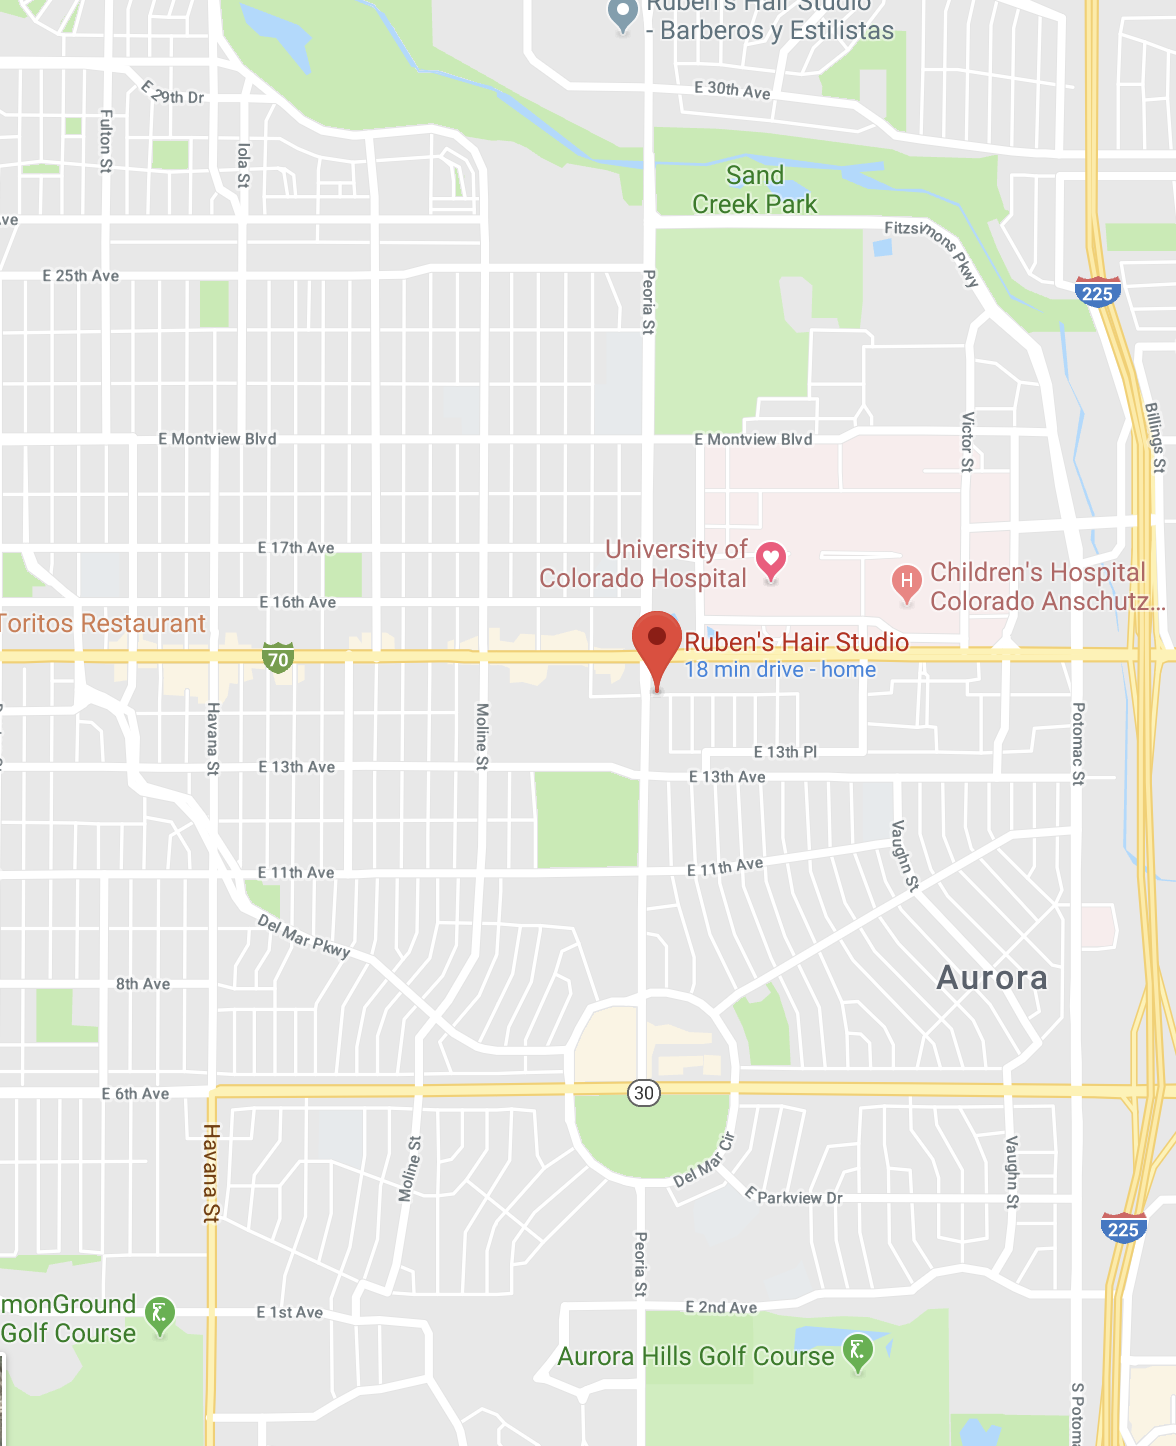 Ruben's Hair Studio
- Barberos y Estilistas
E 29th Dr
E 30th Ave
Fulton St
Iola St
Sand
Creek Park
Ave
Fitzsimons Pkwy
E 25th Ave
Peoria St
225
Billings St
E Montview Blvd
E Montview Blvd
Victor St
E 17th Ave
University of
Colorado Hospital
H
Children's Hospital
Colorado Anschutz...
E 16th Ave
Toritos Restaurant
70
Ruben's Hair Studio
18 min drive - home
Havana St
Moline St
Potomac St
E 13th Pl
E 13th Ave
E 13th Ave
Vaughn St
E 11th Ave
E 11th Ave
Del Mar Pkwy
8th Ave
Aurora
E 6th Ave
30
Havana St
Moline St
Del Mar Cir
Vaughn St
E Parkview Dr
225
Peoria St
monGround
Golf Course
E 1st Ave
E 2nd Ave
Aurora Hills Golf Course
S Potom